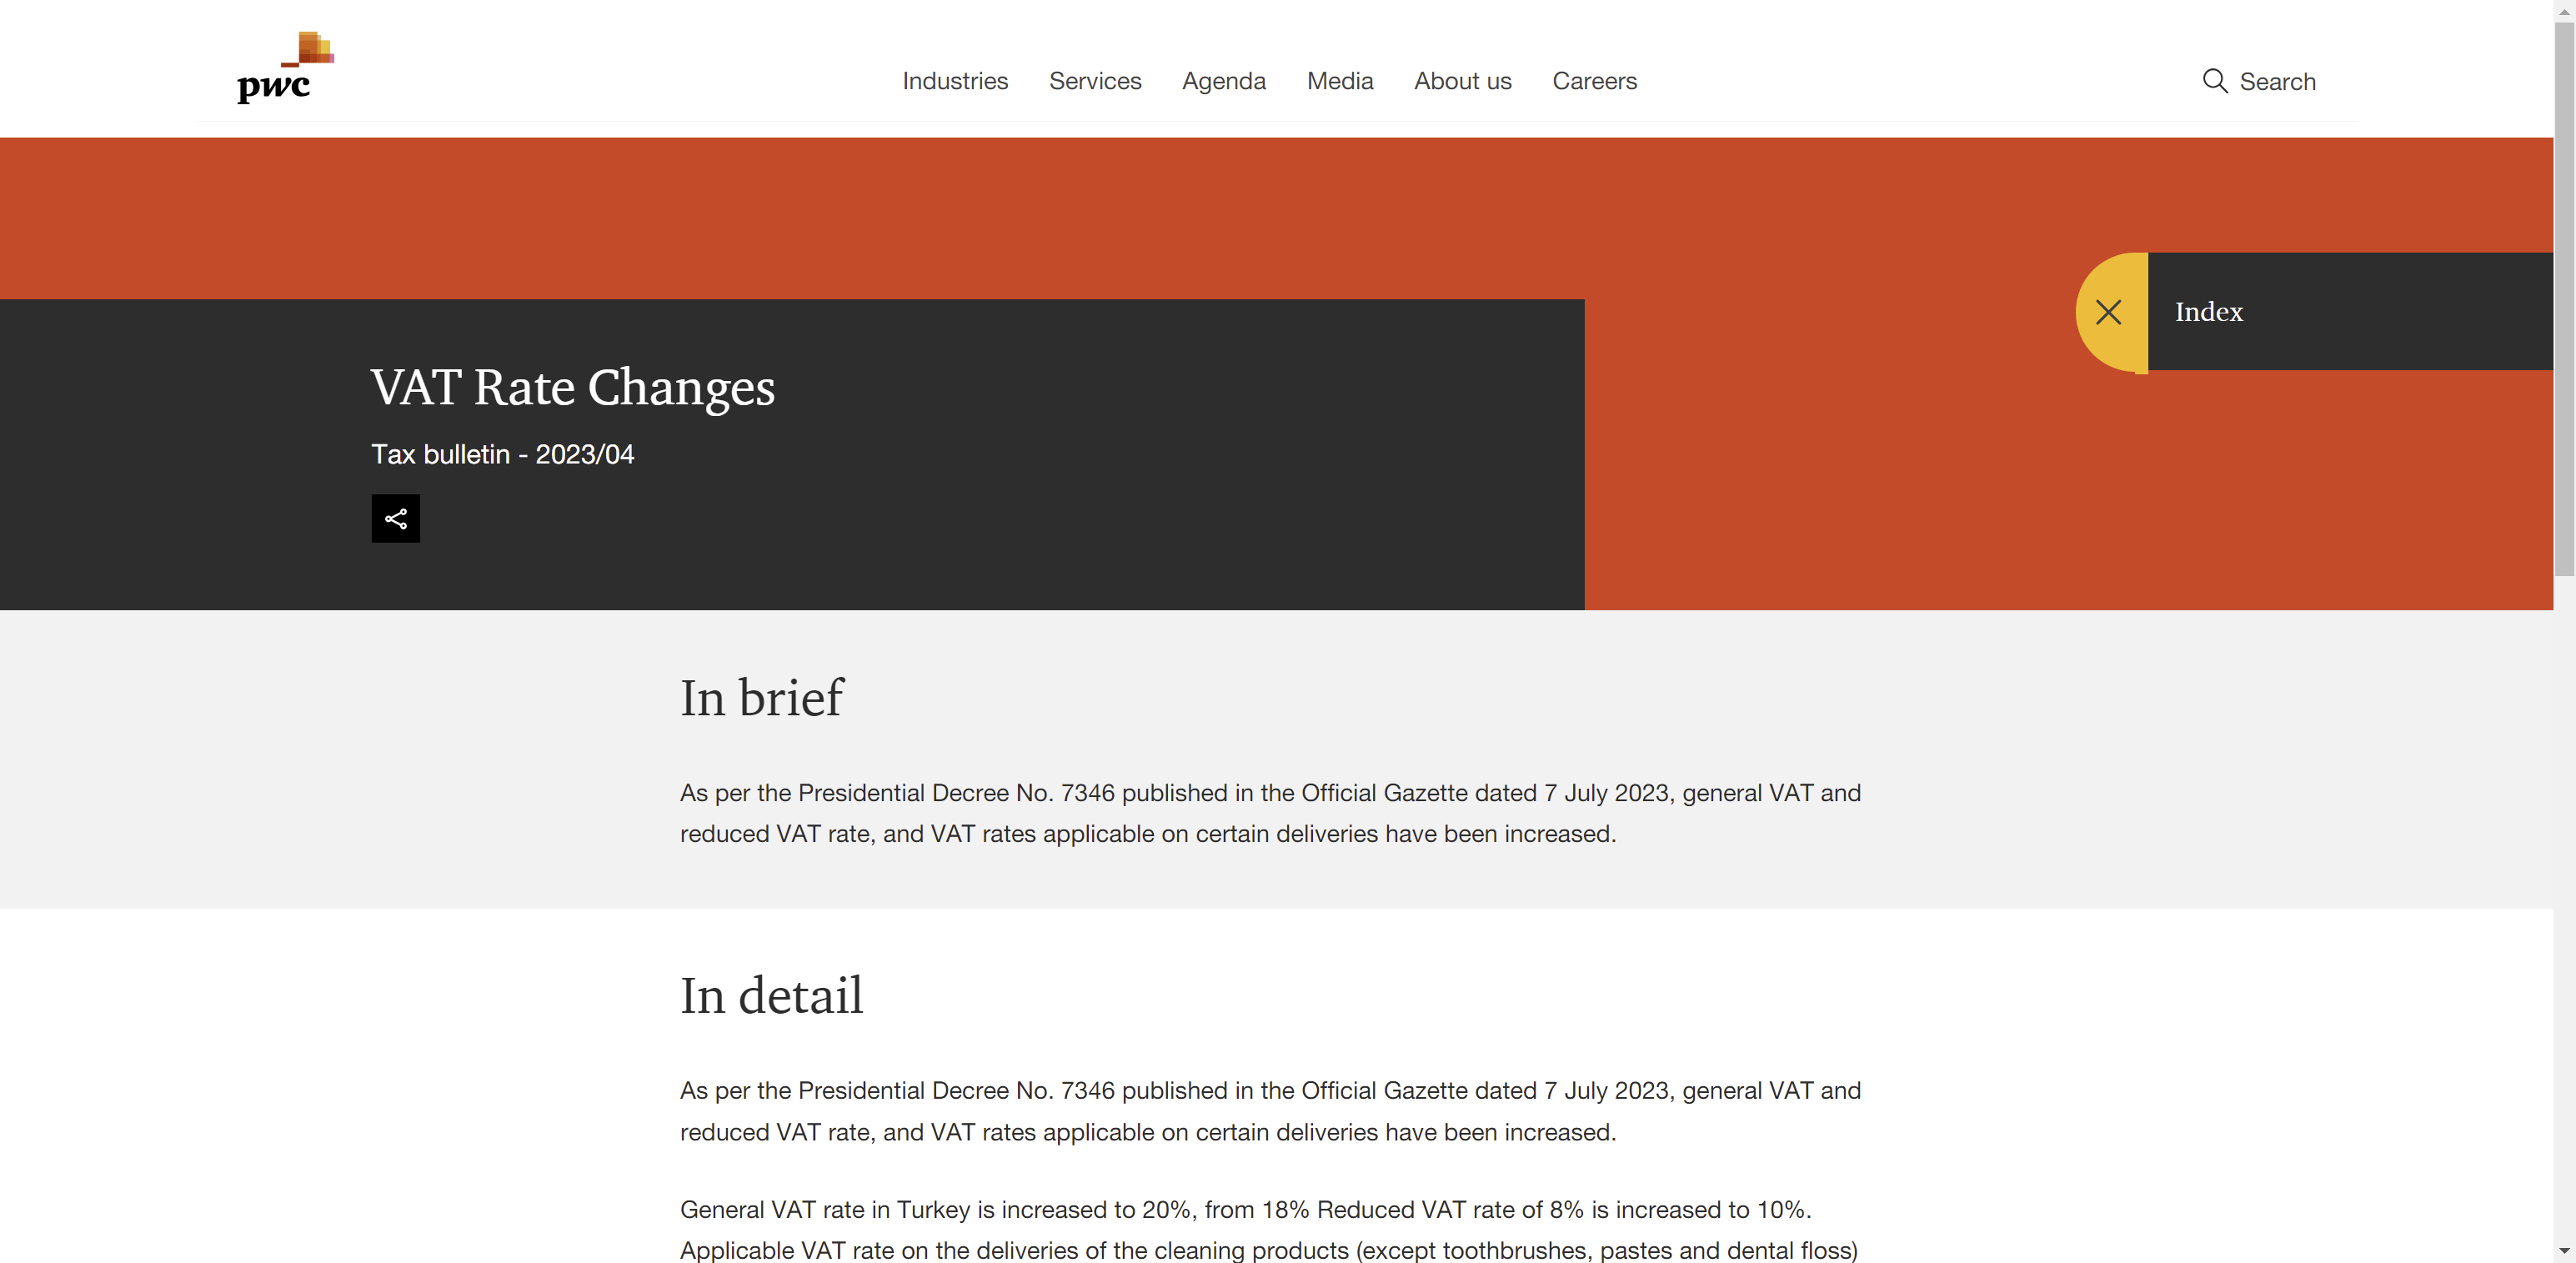 pwc
Industries Services Agenda Media About us Careers
Search
Index
VAT Rate Changes
Tax bulletin - 2023/04
In brief
As per the Presidential Decree No. 7346 published in the Official Gazette dated 7 July 2023, general VAT and
reduced VAT rate, and VAT rates applicable on certain deliveries have been increased.
In detail
As per the Presidential Decree No. 7346 published in the Official Gazette dated 7 July 2023, general VAT and
reduced VAT rate, and VAT rates applicable on certain deliveries have been increased.
General VAT rate in Turkey is increased to 20%, from 18% Reduced VAT rate of 8% is increased to 10%.
Applicable VAT rate on the deliveries of the cleaning products (except toothbrushes, pastes and dental floss)